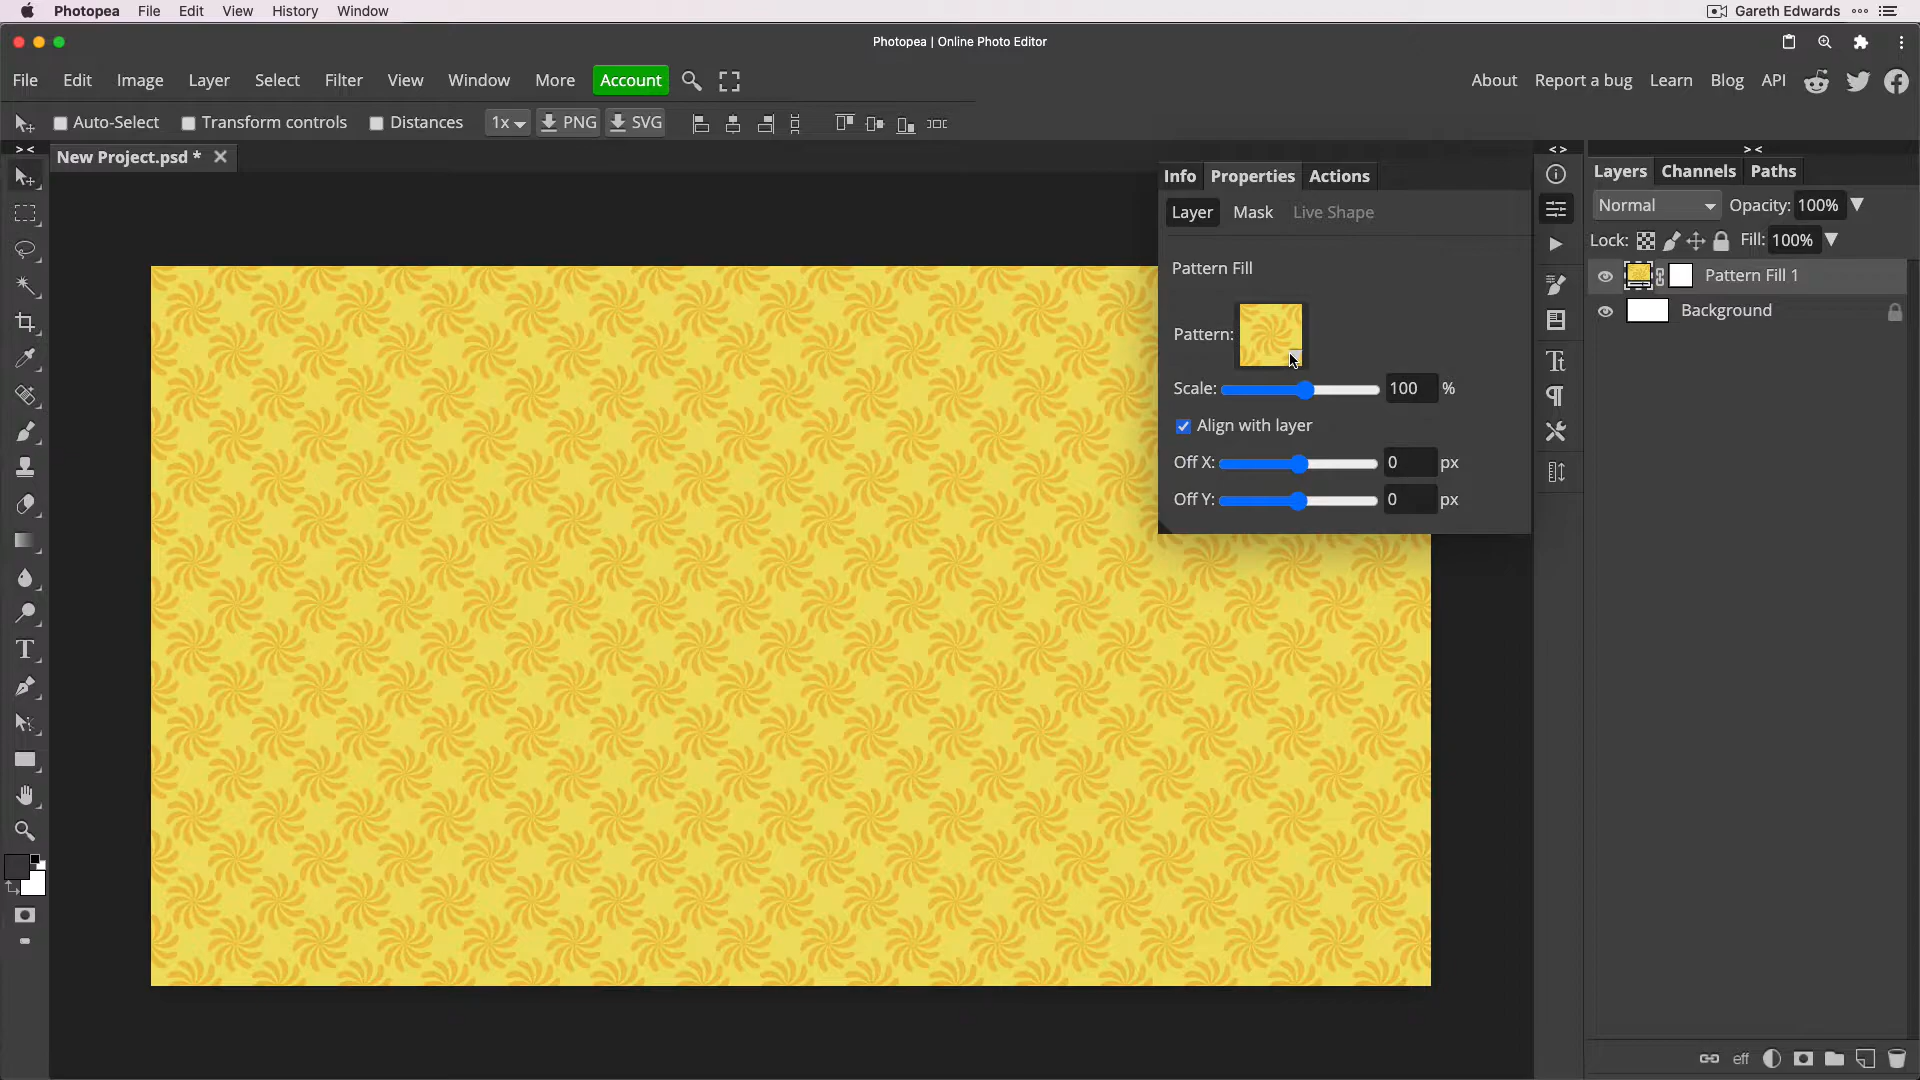 Photopea File Edit View History Window Gareth Edwards
Photopea | Online Photo Editor
File Edit Image Layer Select Filter View Window More Account About Report a bug Learn Blog API
Auto-Select Transform controls Distances 1x PNG SVG
New Project.psd *
Info Properties Actions
Layer Mask Live Shape
Pattern Fill
Pattern:
Scale: 100 %
Align with layer
Off X: 0 px
Off Y: 0 px
> <
< >
> <
Layers Channels Paths
Normal Opacity: 100%
Lock: Fill: 100%
Pattern Fill 1
Background
eff